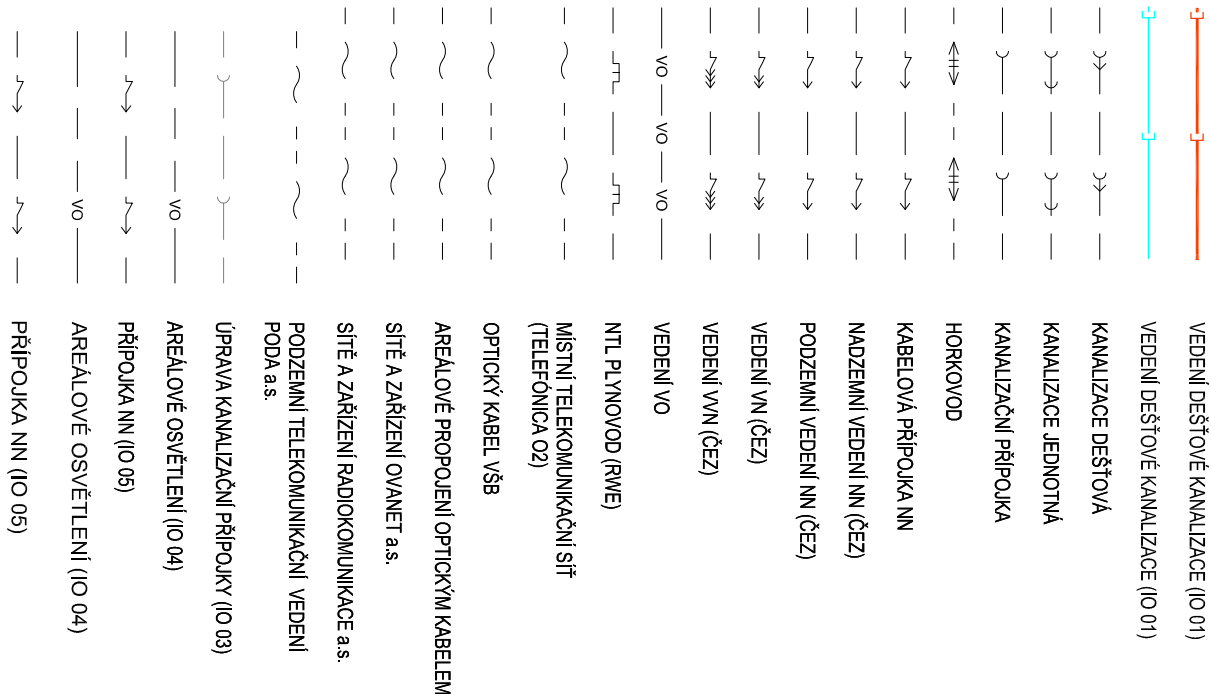 VEDENÍ DEŠŤOVÉ KANALIZACE (IO 01)
VEDENÍ DEŠŤOVÉ KANALIZACE (IO 01)
KANALIZACE DEŠŤOVÁ
KANALIZACE JEDNOTNÁ
KANALIZAČNÍ PŘÍPOJKA
HORKOVOD
KABELOVÁ PŘÍPOJKA NN
NADZEMNÍ VEDENÍ NN (ČEZ)
PODZEMNÍ VEDENÍ NN (ČEZ)
VEDENÍ VN (ČEZ)
VEDENÍ VVN (ČEZ)
VO VO VO VEDENÍ VO
NTL PLYNOVOD (RWE)
MÍSTNÍ TELEKOMUNIKAČNÍ SÍŤ
(TELEFÓNICA O2)
OPTICKÝ KABEL VŠB
AREÁLOVÉ PROPOJENÍ OPTICKÝM KABELEM
SÍTĚ A ZAŘÍZENÍ OVANET a.s.
SÍTĚ A ZAŘÍZENÍ RADIOKOMUNIKACE a.s.
PODZEMNÍ TELEKOMUNIKAČNÍ VEDENÍ
PODA a.s.
ÚPRAVA KANALIZAČNÍ PŘÍPOJKY (IO 03)
VO AREÁLOVÉ OSVĚTLENÍ (IO 04)
PŘÍPOJKA NN (IO 05)
VO AREÁLOVÉ OSVĚTLENÍ (IO 04)
PŘÍPOJKA NN (IO 05)